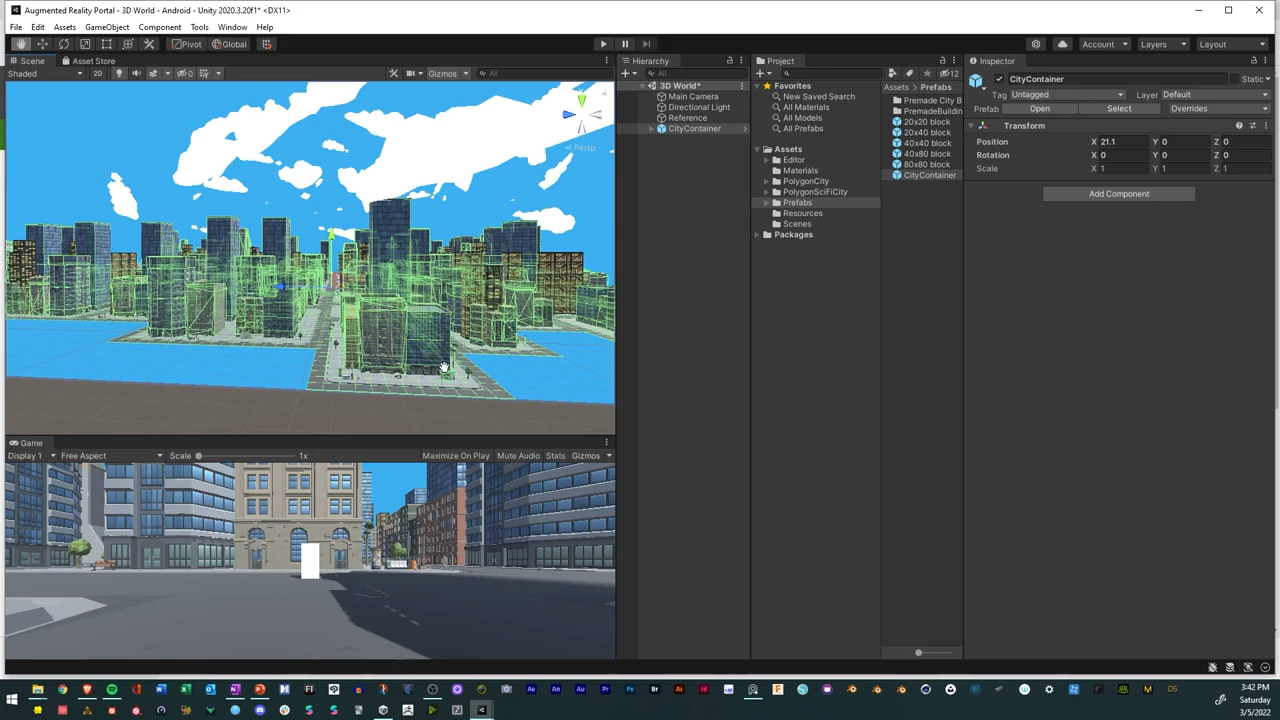 Augmented Reality Portal - 3D World - Android - Unity 2020.3.20f1* <DX11>
File Edit Assets GameObject Component Tools Window Help
Pivot Global Account Layers Layout
Scene Asset Store
Shaded 2D Gizmos All
Persp
Hierarchy
All
3D World*
Main Camera
Directional Light
Reference
CityContainer
Project
12
Favorites
New Saved Search
All Materials
All Models
All Prefabs
Assets
Editor
Materials
PolygonCity
PolygonSciFiCity
Prefabs
Resources
Scenes
Packages
Assets > Prefabs
Premade City B
PremadeBuildin
20x20 block
20x40 block
40x40 block
40x80 block
80x80 block
CityContainer
Inspector
CityContainer Static
Tag Untagged Layer Default
Prefab Open Select Overrides
Transform
Position X 21.1 Y 0 Z 0
Rotation X 0 Y 0 Z 0
Scale X 1 Y 1 Z 1
Add Component
Game
Display 1 Free Aspect Scale 1x Maximize On Play Mute Audio Stats Gizmos
3:42 PM
Saturday
3/5/2022